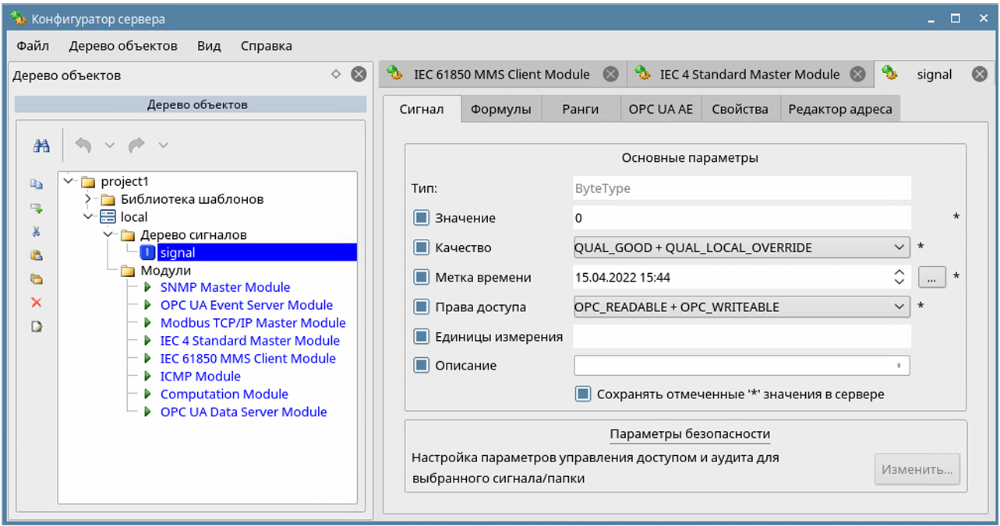 Конфигуратор сервера
Файл Дерево объектов Вид Справка
Дерево объектов
Дерево объектов
project1
Библиотека шаблонов
local
Дерево сигналов
signal
Модули
SNMP Master Module
OPC UA Event Server Module
Modbus TCP/IP Master Module
IEC 4 Standard Master Module
IEC 61850 MMS Client Module
ICMP Module
Computation Module
OPC UA Data Server Module
IEC 61850 MMS Client Module IEC 4 Standard Master Module signal
Сигнал Формулы Ранги OPC UA AE Свойства Редактор адреса
Основные параметры
Тип: ByteType
Значение 0 *
Качество QUAL_GOOD + QUAL_LOCAL_OVERRIDE *
Метка времени 15.04.2022 15:44 ... *
Права доступа OPC_READABLE + OPC_WRITEABLE *
Единицы измерения
Описание
Сохранять отмеченные '*' значения в сервере
Параметры безопасности
Настройка параметров управления доступом и аудита для
выбранного сигнала/папки
Изменить...